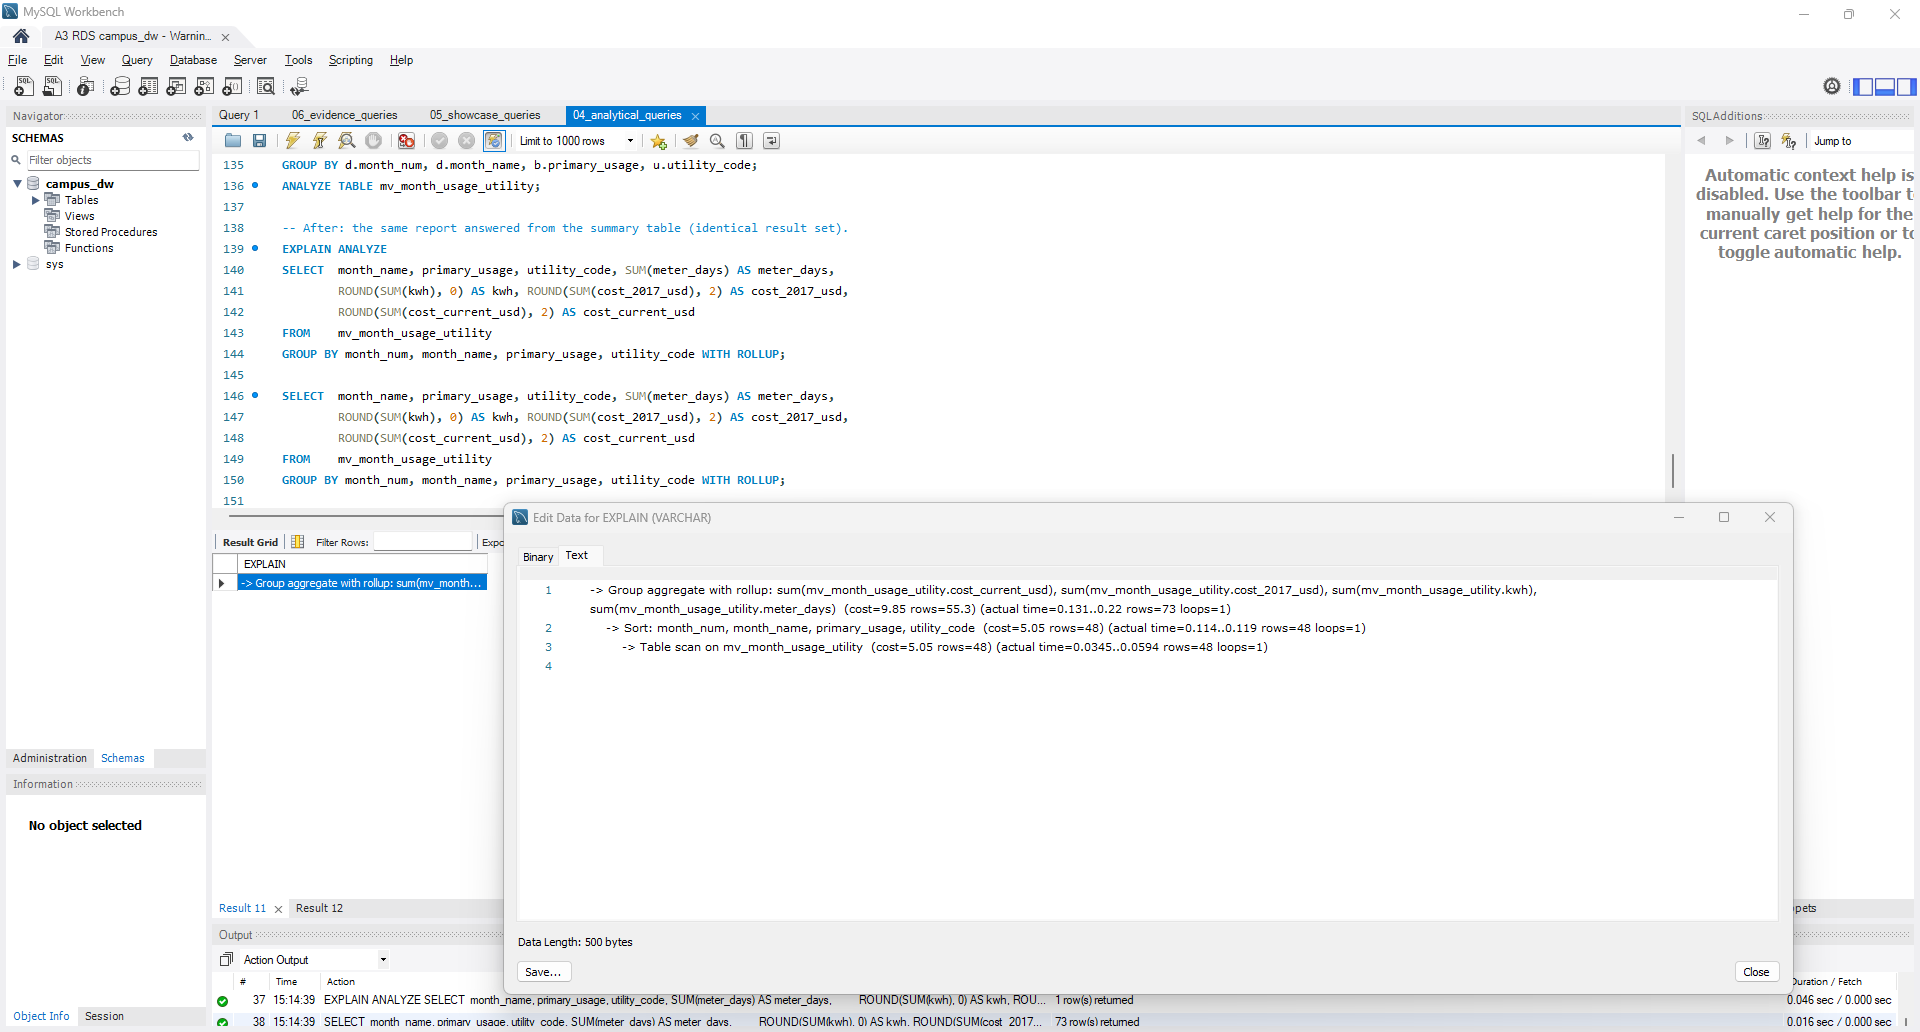 MySQL Workbench
A3 RDS campus_dw - Warnin...
File Edit View Query Database Server Tools Scripting Help
Navigator
SCHEMAS
Filter objects
campus_dw
Tables
Views
Stored Procedures
Functions
sys
Administration Schemas
Information
No object selected
Object Info Session
Query 1 06_evidence_queries 05_showcase_queries 04_analytical_queries
Limit to 1000 rows
135 GROUP BY d.month_num, d.month_name, b.primary_usage, u.utility_code;
136 ANALYZE TABLE mv_month_usage_utility;
137
138 -- After: the same report answered from the summary table (identical result set).
139 EXPLAIN ANALYZE
140 SELECT month_name, primary_usage, utility_code, SUM(meter_days) AS meter_days,
141 ROUND(SUM(kwh), 0) AS kwh, ROUND(SUM(cost_2017_usd), 2) AS cost_2017_usd,
142 ROUND(SUM(cost_current_usd), 2) AS cost_current_usd
143 FROM mv_month_usage_utility
144 GROUP BY month_num, month_name, primary_usage, utility_code WITH ROLLUP;
145
146 SELECT month_name, primary_usage, utility_code, SUM(meter_days) AS meter_days,
147 ROUND(SUM(kwh), 0) AS kwh, ROUND(SUM(cost_2017_usd), 2) AS cost_2017_usd,
148 ROUND(SUM(cost_current_usd), 2) AS cost_current_usd
149 FROM mv_month_usage_utility
150 GROUP BY month_num, month_name, primary_usage, utility_code WITH ROLLUP;
151
SQLAdditions
Jump to
Automatic context help is
disabled. Use the toolbar t
manually get help for the
current caret position or to
toggle automatic help.
Result Grid Filter Rows: Expo
EXPLAIN
-> Group aggregate with rollup: sum(mv_month...
Edit Data for EXPLAIN (VARCHAR)
Binary Text
1 -> Group aggregate with rollup: sum(mv_month_usage_utility.cost_current_usd), sum(mv_month_usage_utility.cost_2017_usd), sum(mv_month_usage_utility.kwh),
sum(mv_month_usage_utility.meter_days) (cost=9.85 rows=55.3) (actual time=0.131..0.22 rows=73 loops=1)
2 -> Sort: month_num, month_name, primary_usage, utility_code (cost=5.05 rows=48) (actual time=0.114..0.119 rows=48 loops=1)
3 -> Table scan on mv_month_usage_utility (cost=5.05 rows=48) (actual time=0.0345..0.0594 rows=48 loops=1)
4
Data Length: 500 bytes
Save... Close
Result 11 Result 12
ppets
Output
Action Output
# Time Action Duration / Fetch
37 15:14:39 EXPLAIN ANALYZE SELECT month_name, primary_usage, utility_code, SUM(meter_days) AS meter_days, ROUND(SUM(kwh), 0) AS kwh, ROU... 1 row(s) returned 0.046 sec / 0.000 sec
38 15:14:39 SELECT month_name, primary_usage, utility_code, SUM(meter_days) AS meter_days, ROUND(SUM(kwh), 0) AS kwh, ROUND(SUM(cost_2017... 73 row(s) returned 0.016 sec / 0.000 sec